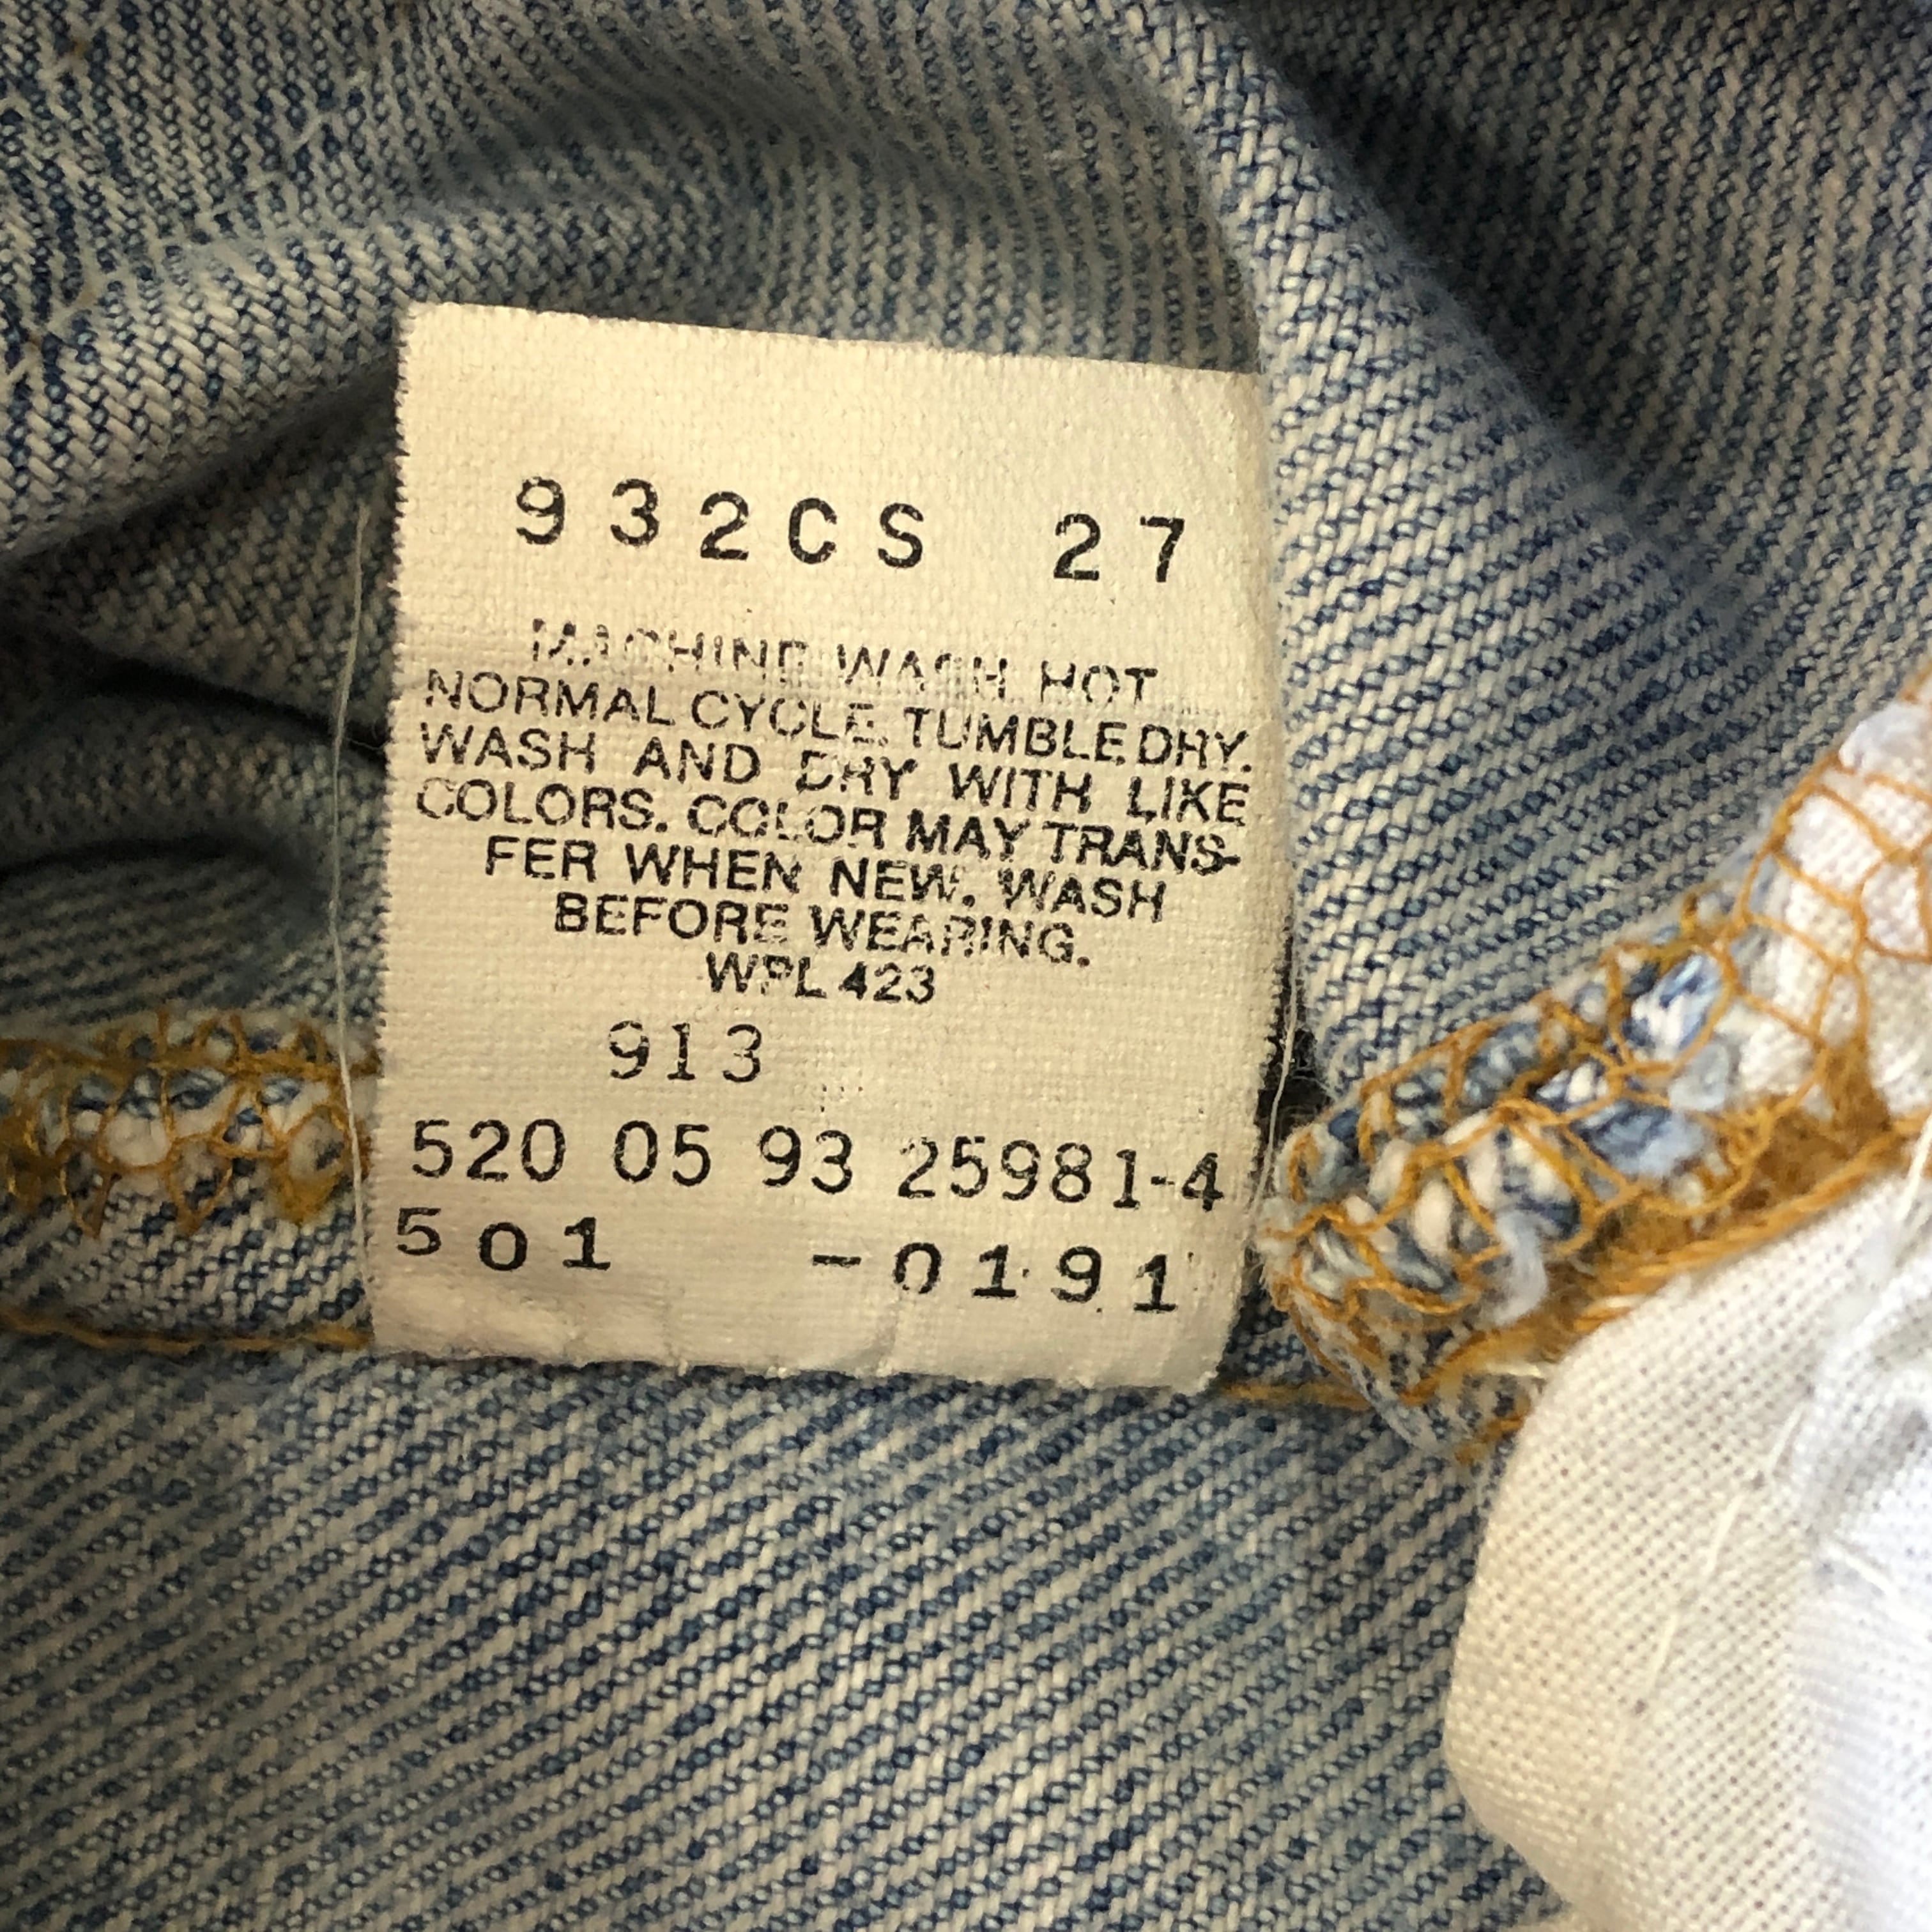 932CS 27
MACHINE WASH HOT
NORMAL CYCLE. TUMBLE DRY.
WASH AND DRY WITH LIKE
COLORS. COLOR MAY TRANS-
FER WHEN NEW. WASH
BEFORE WEARING.
WPL 423
913
520 05 93 25981-4
501 -0191